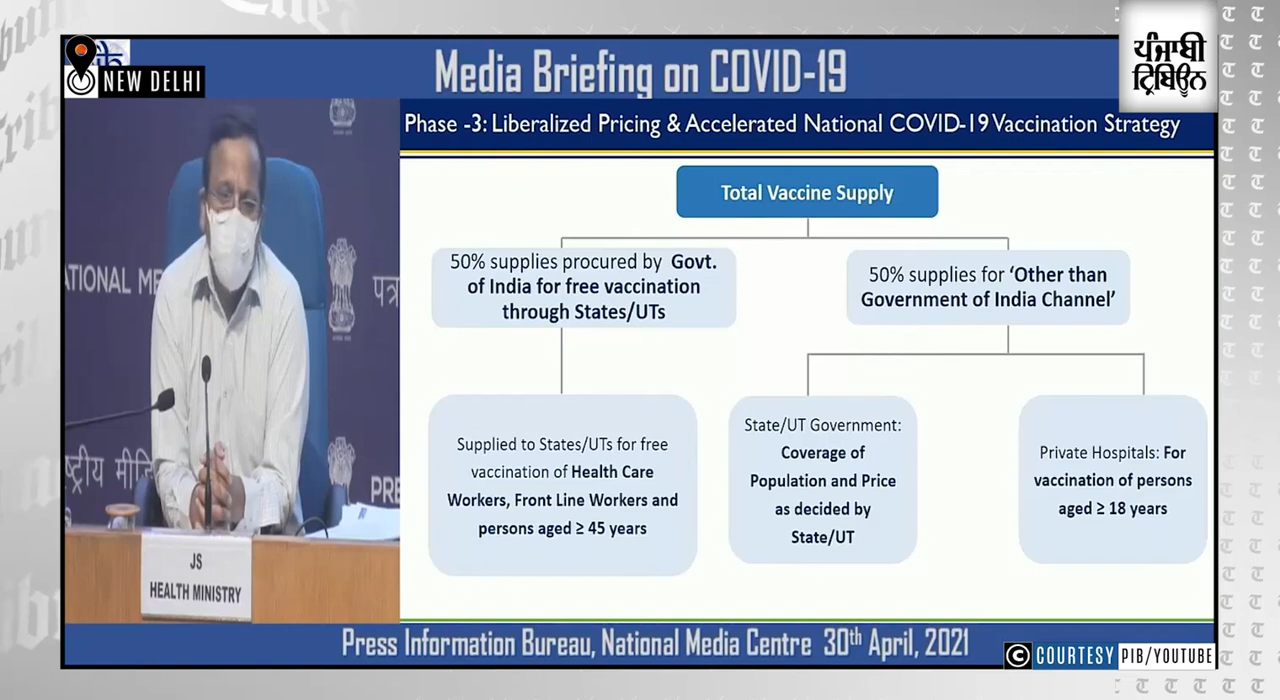 NEW DELHI
Media Briefing on COVID-19
ਪੰਜਾਬੀ
ਟ੍ਰਿਬਿਊਨ
Phase -3: Liberalized Pricing & Accelerated National COVID-19 Vaccination Strategy
Total Vaccine Supply
50% supplies procured by Govt.
of India for free vaccination
through States/UTs
50% supplies for ‘Other than
Government of India Channel’
Supplied to States/UTs for free
vaccination of Health Care
Workers, Front Line Workers and
persons aged ≥ 45 years
State/UT Government:
Coverage of
Population and Price
as decided by
State/UT
Private Hospitals: For
vaccination of persons
aged ≥ 18 years
ATIONAL ME
पत्र
ष्ट्रीय मीडि
PRE
JS
HEALTH MINISTRY
Press Information Bureau, National Media Centre 30th April, 2021
© COURTESY PIB/YOUTUBE